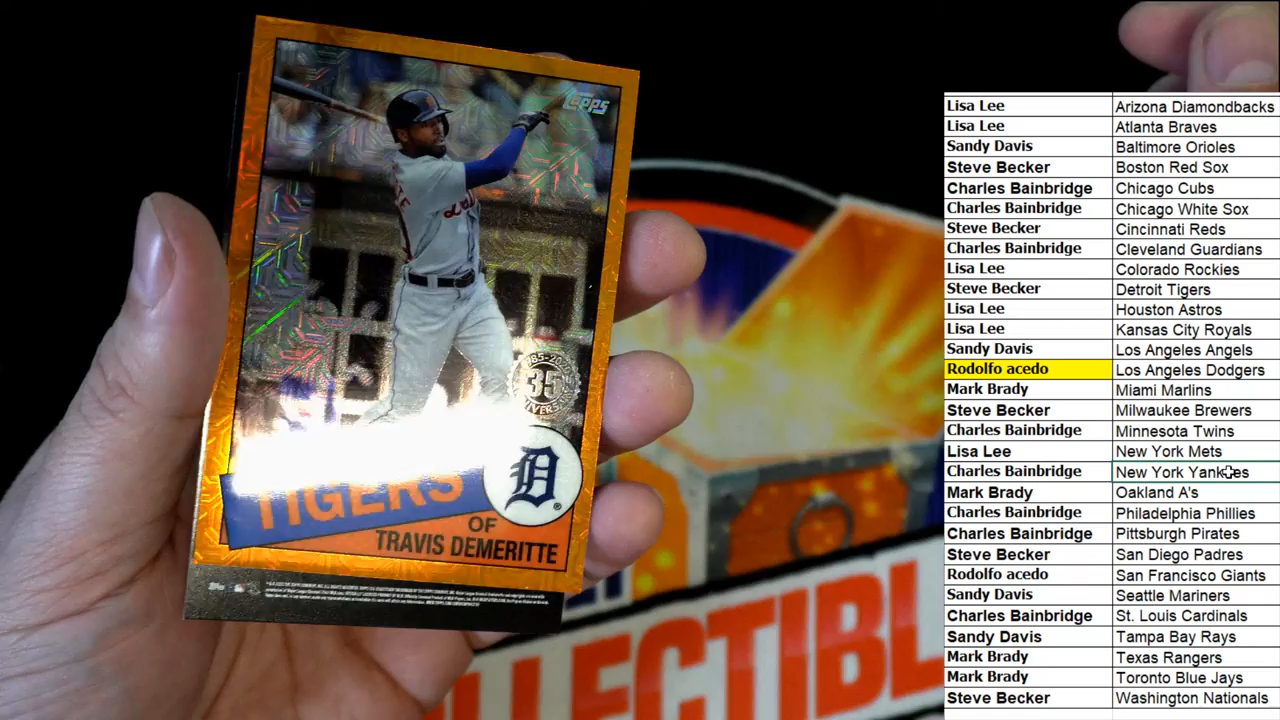 Topps
35
TIGERS
OF
TRAVIS DEMERITTE
D
LLECTIBL
Lisa Lee Arizona Diamondbacks
Lisa Lee Atlanta Braves
Sandy Davis Baltimore Orioles
Steve Becker Boston Red Sox
Charles Bainbridge Chicago Cubs
Charles Bainbridge Chicago White Sox
Steve Becker Cincinnati Reds
Charles Bainbridge Cleveland Guardians
Lisa Lee Colorado Rockies
Steve Becker Detroit Tigers
Lisa Lee Houston Astros
Lisa Lee Kansas City Royals
Sandy Davis Los Angeles Angels
Rodolfo acedo Los Angeles Dodgers
Mark Brady Miami Marlins
Steve Becker Milwaukee Brewers
Charles Bainbridge Minnesota Twins
Lisa Lee New York Mets
Charles Bainbridge New York Yankees
Mark Brady Oakland A's
Charles Bainbridge Philadelphia Phillies
Charles Bainbridge Pittsburgh Pirates
Steve Becker San Diego Padres
Rodolfo acedo San Francisco Giants
Sandy Davis Seattle Mariners
Charles Bainbridge St. Louis Cardinals
Sandy Davis Tampa Bay Rays
Mark Brady Texas Rangers
Mark Brady Toronto Blue Jays
Steve Becker Washington Nationals